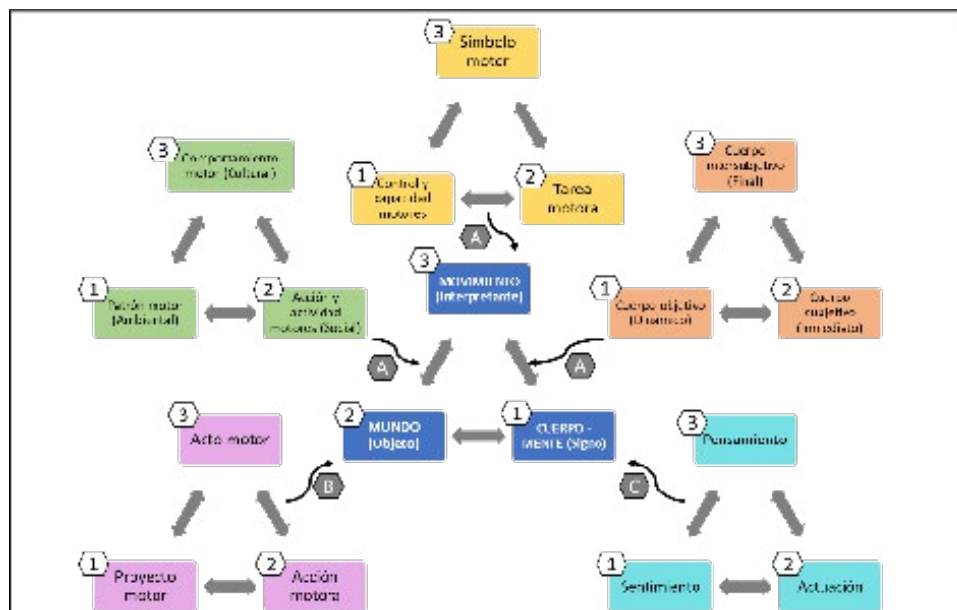 3
Símbolo
motor
3
Comportamiento
motor (Cultural)
3
Cuerpo
intersubjetivo
(Final)
1
Control y
capacidad
motores
2
Tarea
motora
A
3
MOVIMIENTO
(Interpretante)
1
Patrón motor
(Ambiental)
2
Acción y
actividad
motores (Social)
1
Cuerpo objetivo
(Dinámico)
2
Cuerpo
subjetivo
(Inmediato)
A
A
3
Acto motor
2
MUNDO
(Objeto)
1
CUERPO -
MENTE (Signo)
3
Pensamiento
B
C
1
Proyecto
motor
2
Acción
motora
1
Sentimiento
2
Actuación